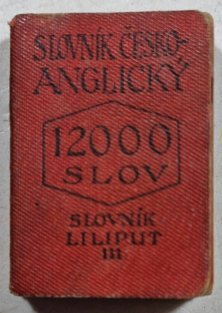 SLOVNÍK ČESKO-
ANGLICKÝ
12000
SLOV
SLOVNÍK
LILIPUT
III